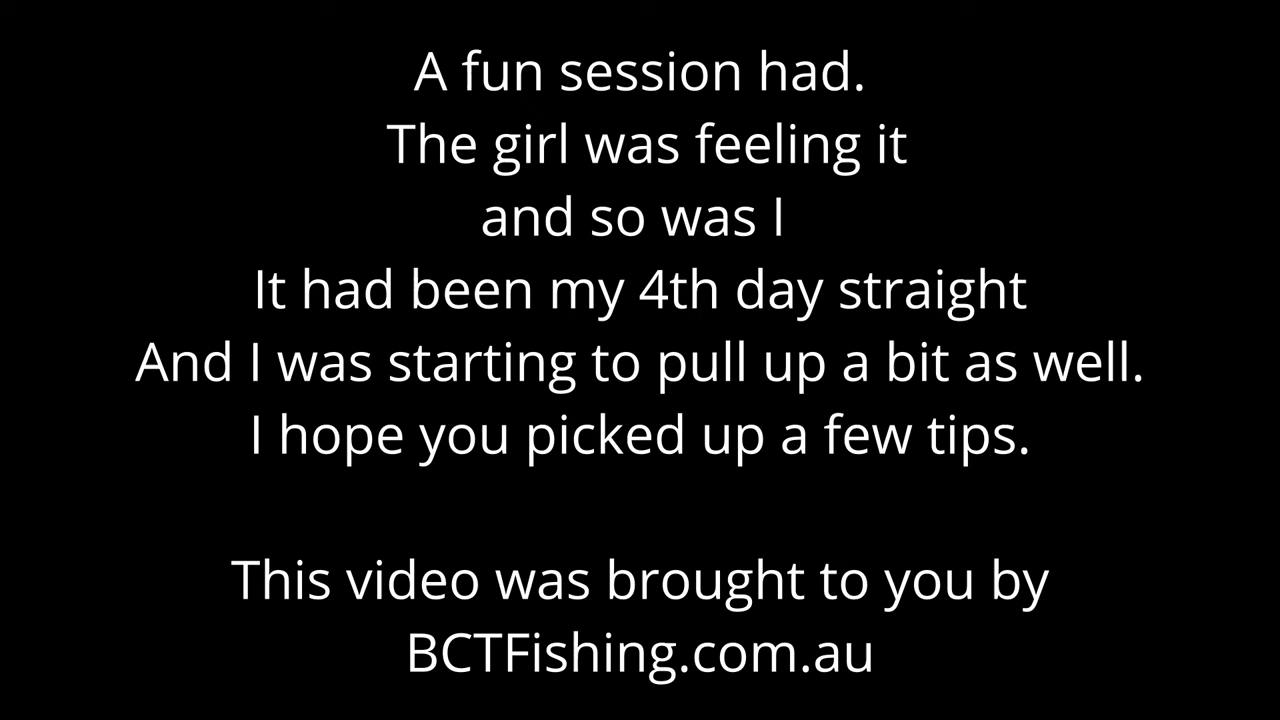 A fun session had.
The girl was feeling it
and so was I
It had been my 4th day straight
And I was starting to pull up a bit as well.
I hope you picked up a few tips.
This video was brought to you by
BCTFishing.com.au